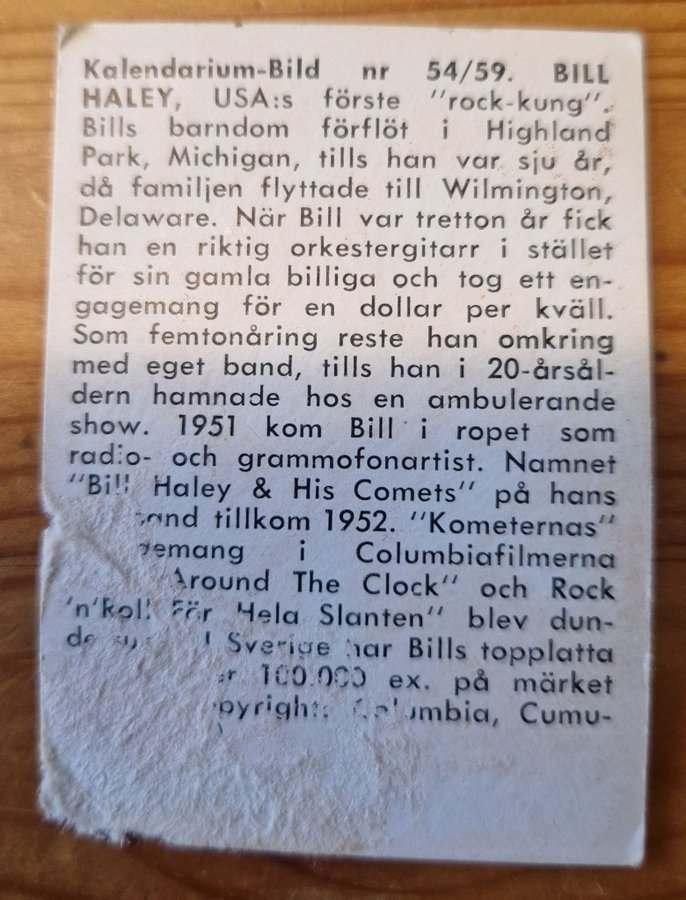 Kalendarium-Bild nr 54/59. BILL
HALEY, USA:s förste "rock-kung".
Bills barndom förflöt i Highland
Park, Michigan, tills han var sju år,
då familjen flyttade till Wilmington,
Delaware. När Bill var tretton år fick
han en riktig orkestergitarr i stället
för sin gamla billiga och tog ett en-
gagemang för en dollar per kväll.
Som femtonåring reste han omkring
med eget band, tills han i 20-årsål-
dern hamnade hos en ambulerande
show. 1951 kom Bill i ropet som
radio- och grammofonartist. Namnet
"Bill Haley & His Comets" på hans
tillkom 1952. "Kometernas"
i Columbiafilmerna
Around The Clock" och Rock
'n'Roll För Hela Slanten" blev dun-
Sverige har Bills topplatta
100.000 ex. på märket
Columbia, Cumu-